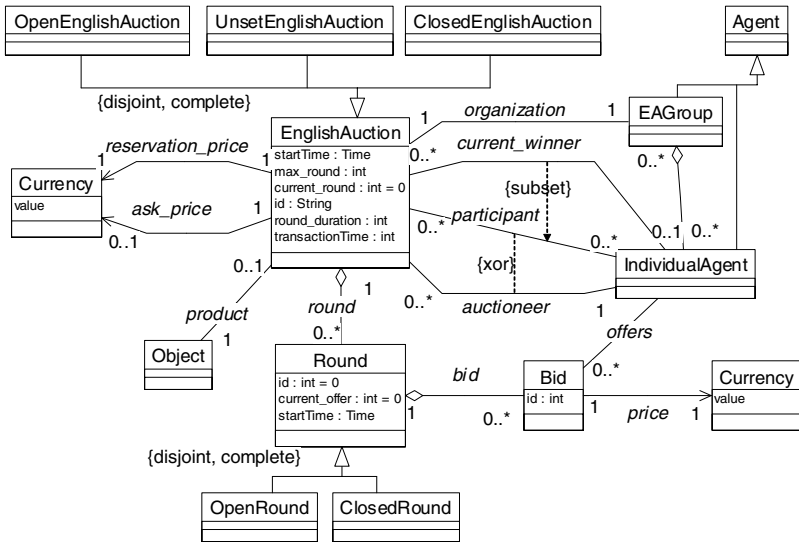 OpenEnglishAuction
UnsetEnglishAuction
ClosedEnglishAuction
Agent
{disjoint, complete}
EnglishAuction
startTime : Time
max_round : int
current_round : int = 0
id : String
round_duration : int
transactionTime : int
1
organization
1
EAGroup
0..*
current_winner
0..*
{subset}
participant
0..*
0..1
0..*
0..*
{xor}
IndividualAgent
0..*
auctioneer
1
reservation_price
1
1
Currency
value
ask_price
1
0..1
0..1
product
1
Object
1
round
0..*
offers
0..*
Round
id : int = 0
current_offer : int = 0
startTime : Time
1
bid
0..*
Bid
id : int
1
price
1
Currency
value
{disjoint, complete}
OpenRound
ClosedRound